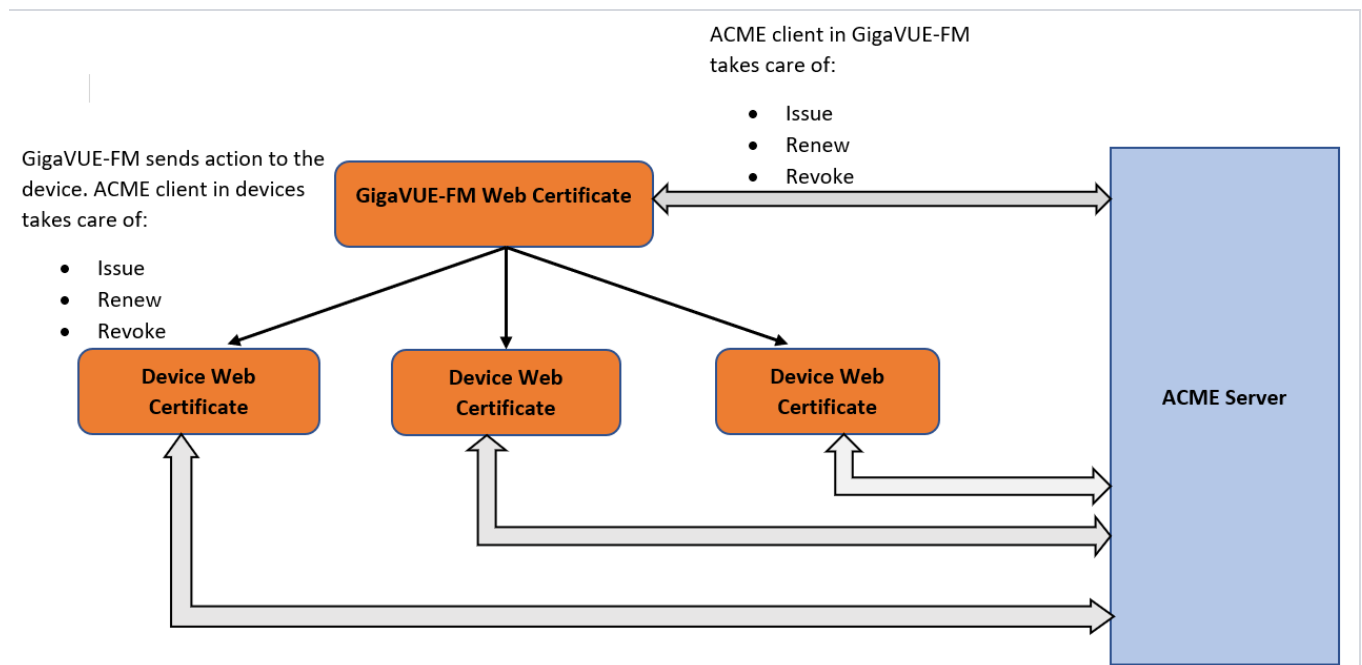 ACME client in GigaVUE-FM
takes care of:
• Issue
• Renew
• Revoke
GigaVUE-FM sends action to the
device. ACME client in devices
takes care of:
• Issue
• Renew
• Revoke
GigaVUE-FM Web Certificate
Device Web
Certificate
Device Web
Certificate
Device Web
Certificate
ACME Server